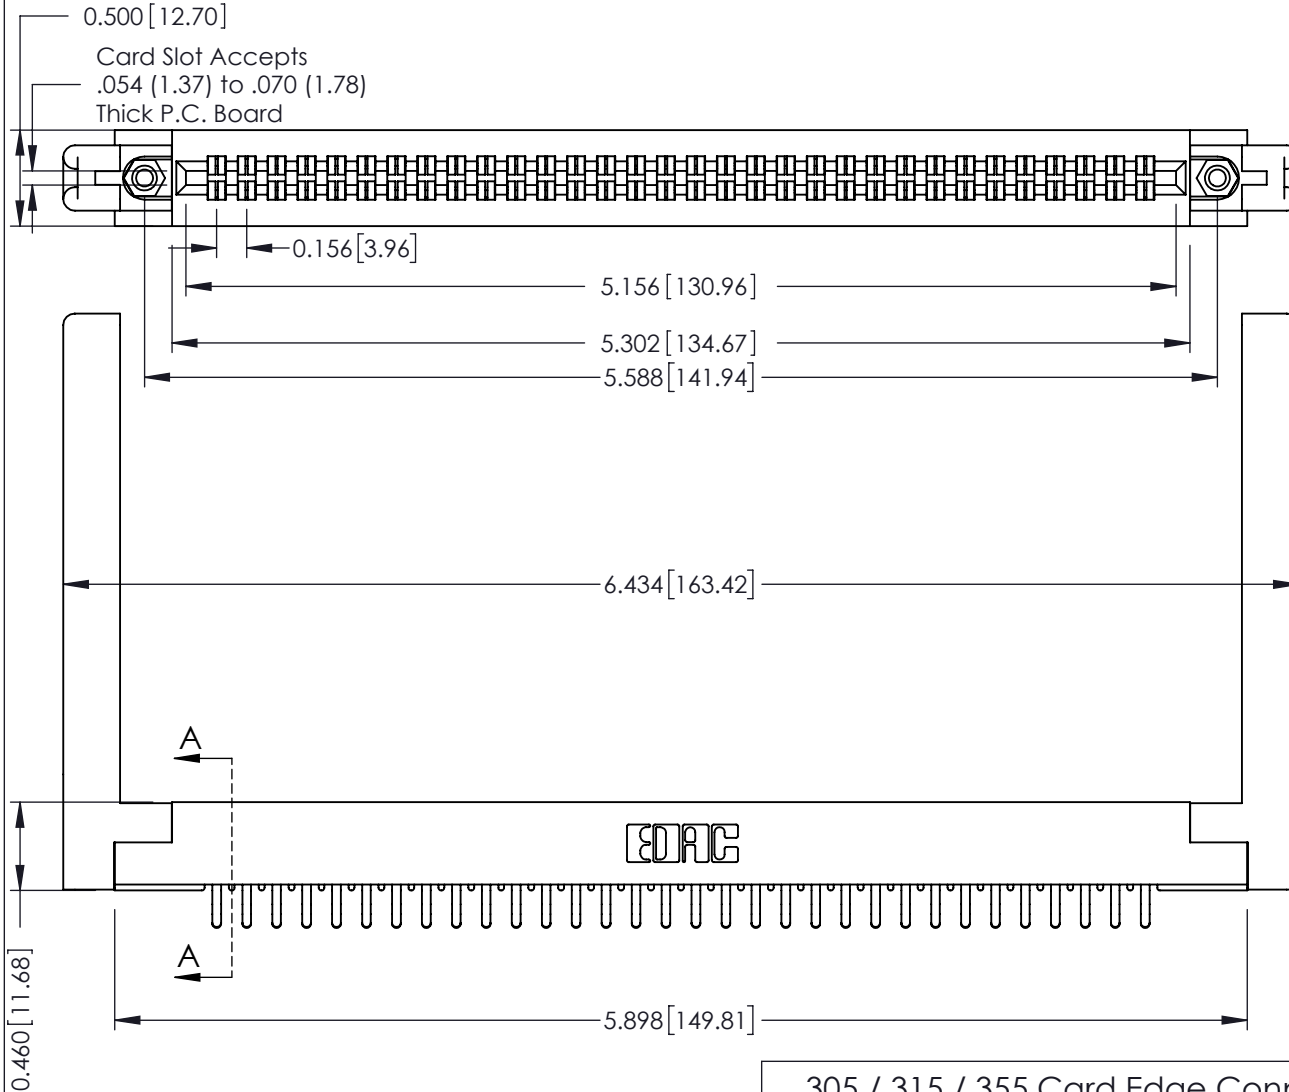 0.500 [12.70]
Card Slot Accepts
.054 (1.37) to .070 (1.78)
Thick P.C. Board
0.156 [3.96]
5.156 [130.96]
5.302 [134.67]
5.588 [141.94]
6.434 [163.42]
A
EDAC
A
0.460 [11.68]
5.898 [149.81]
305 / 315 / 355 Card Edge